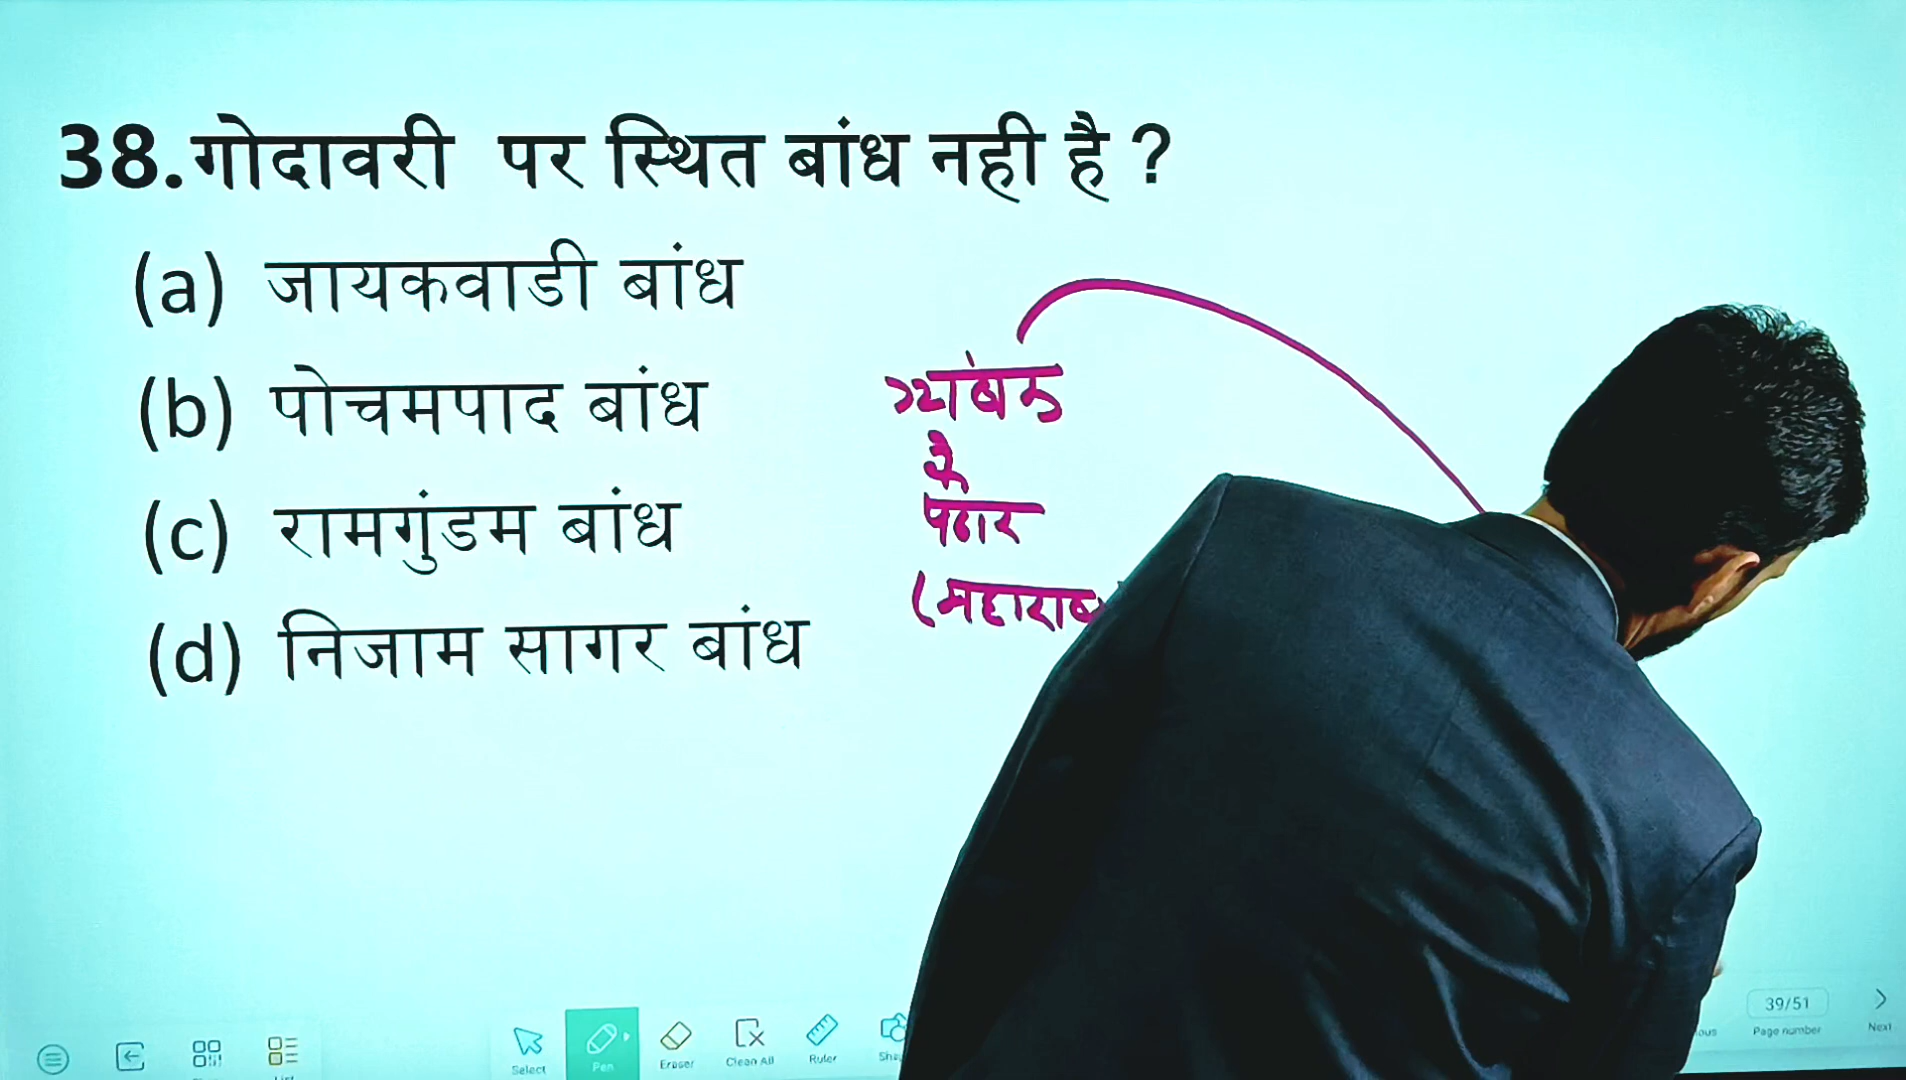 38. गोदावरी पर स्थित बांध नही है ?
(a) जायकवाडी बांध
(b) पोचमपाद बांध
(c) रामगुंडम बांध
(d) निजाम सागर बांध
के
पठार
(महाराष्
Select
Pen
Eraser
Clean All
Ruler
39/51
Page number
Next